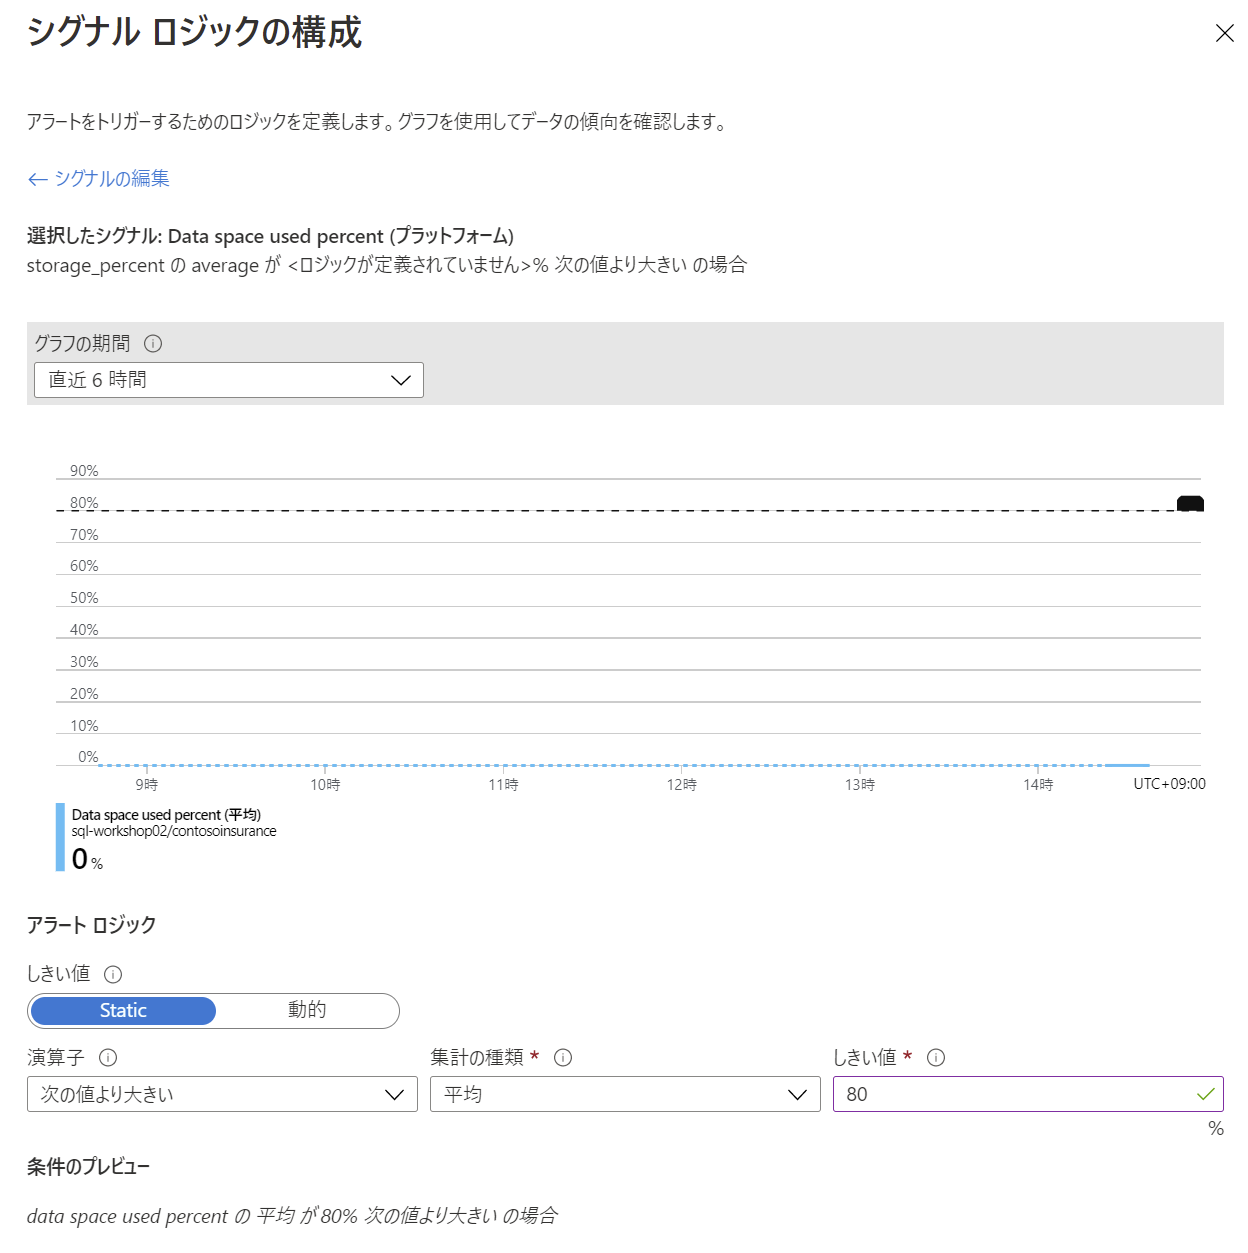 シグナル ロジックの構成
アラートをトリガーするためのロジックを定義します。グラフを使用してデータの傾向を確認します。
← シグナルの編集
選択したシグナル: Data space used percent (プラットフォーム)
storage_percent の average が <ロジックが定義されていません>% 次の値より大きい の場合
グラフの期間
直近 6 時間
90%
80%
70%
60%
50%
40%
30%
20%
10%
0%
9時 10時 11時 12時 13時 14時 UTC+09:00
Data space used percent (平均)
sql-workshop02/contosoinsurance
0 %
アラート ロジック
しきい値
Static 動的
演算子 集計の種類 * しきい値 *
次の値より大きい 平均 80
%
条件のプレビュー
data space used percent の 平均 が 80% 次の値より大きい の場合